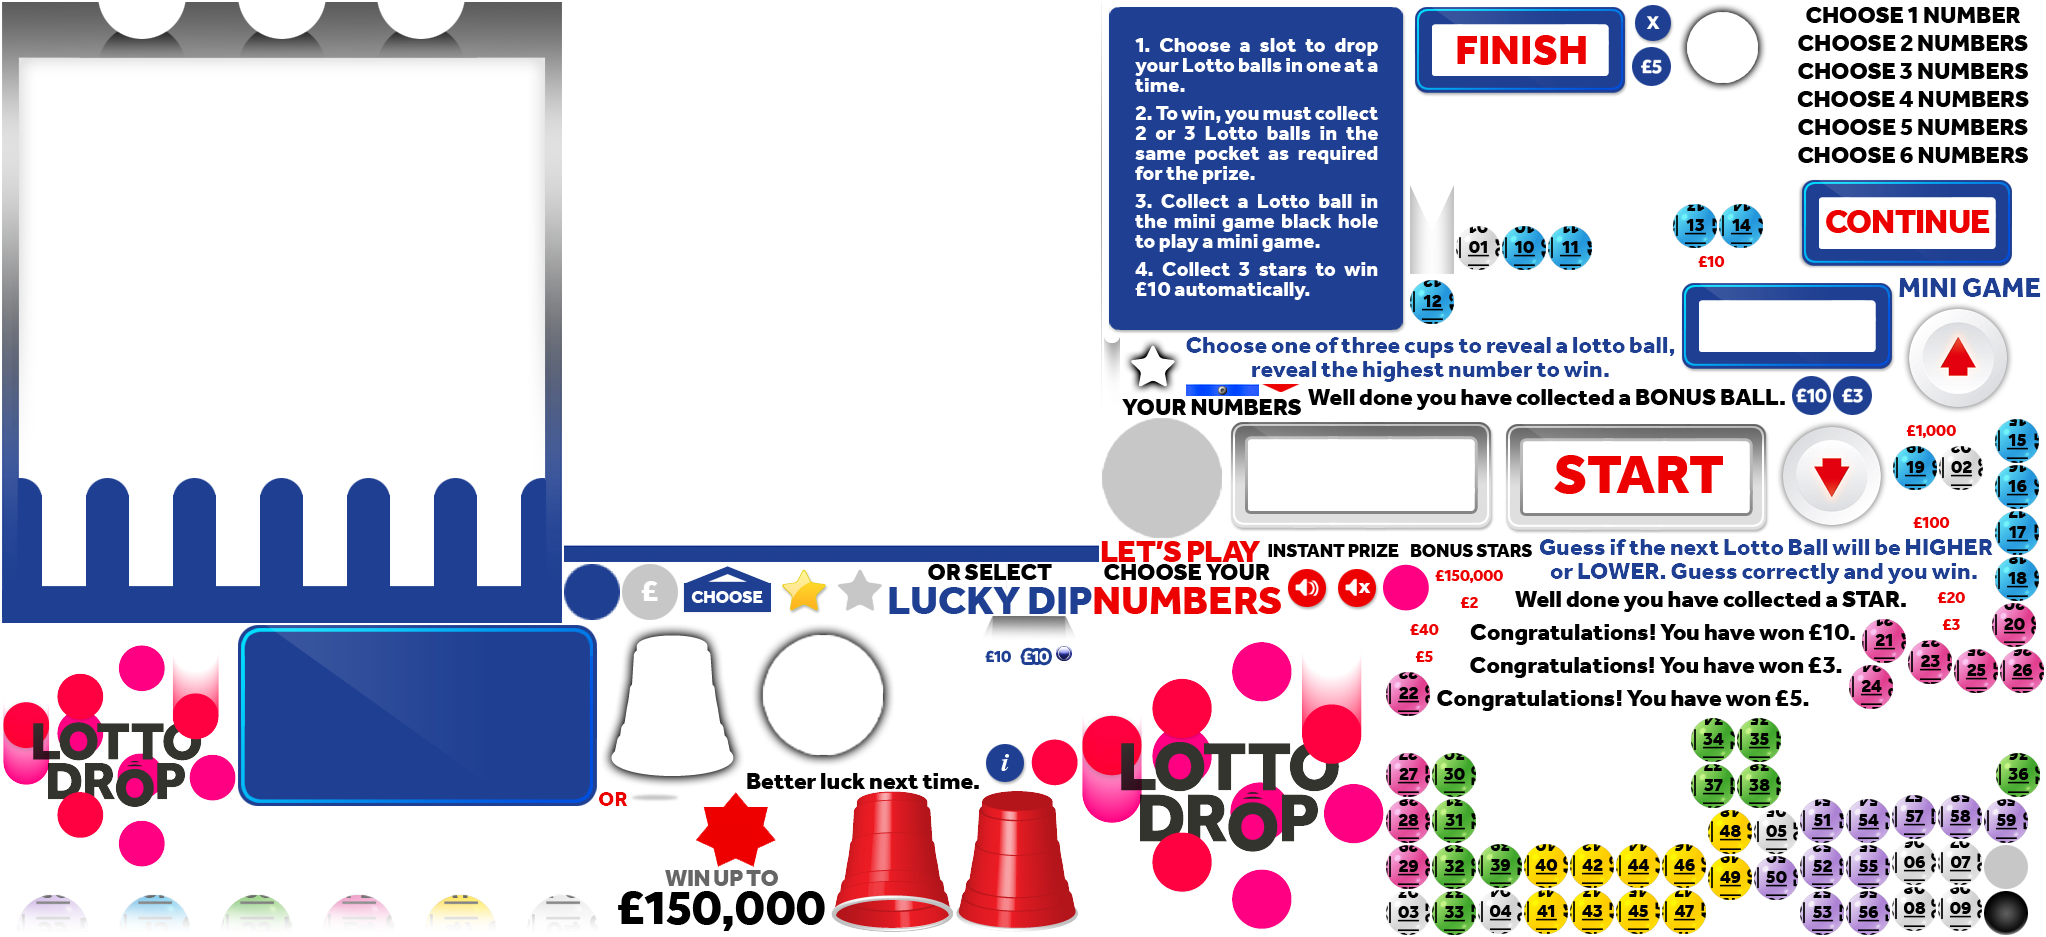 1. Choose a slot to drop
your Lotto balls in one at a
time.
2. To win, you must collect
2 or 3 Lotto balls in the
same pocket as required
for the prize.
3. Collect a Lotto ball in
the mini game black hole
to play a mini game.
4. Collect 3 stars to win
£10 automatically.
FINISH
X
£5
CHOOSE 1 NUMBER
CHOOSE 2 NUMBERS
CHOOSE 3 NUMBERS
CHOOSE 4 NUMBERS
CHOOSE 5 NUMBERS
CHOOSE 6 NUMBERS
CONTINUE
01 10 11
13 14
£10
12
MINI GAME
Choose one of three cups to reveal a lotto ball,
reveal the highest number to win.
Well done you have collected a BONUS BALL.
£10 £3
YOUR NUMBERS
START
£1,000
19 02
15
16
17
18
£100
LET'S PLAY
INSTANT PRIZE
BONUS STARS
Guess if the next Lotto Ball will be HIGHER
or LOWER. Guess correctly and you win.
£
CHOOSE
OR SELECT
LUCKY DIP
CHOOSE YOUR
NUMBERS
£150,000
£2
£40
£5
Well done you have collected a STAR.
£20
£3
Congratulations! You have won £10.
Congratulations! You have won £3.
Congratulations! You have won £5.
20
21
23 25 26
24
22
£10 £10
LOTTO
DROP
OR
Better luck next time.
i
WIN UP TO
£150,000
LOTTO
DROP
34 35
37 38
36
27 30
28 31
29 32 39 40 42 44 46
03 33 04 41 43 45 47
48 05 51 54 57 58 59
49 50 52 55 06 07
53 56 08 09